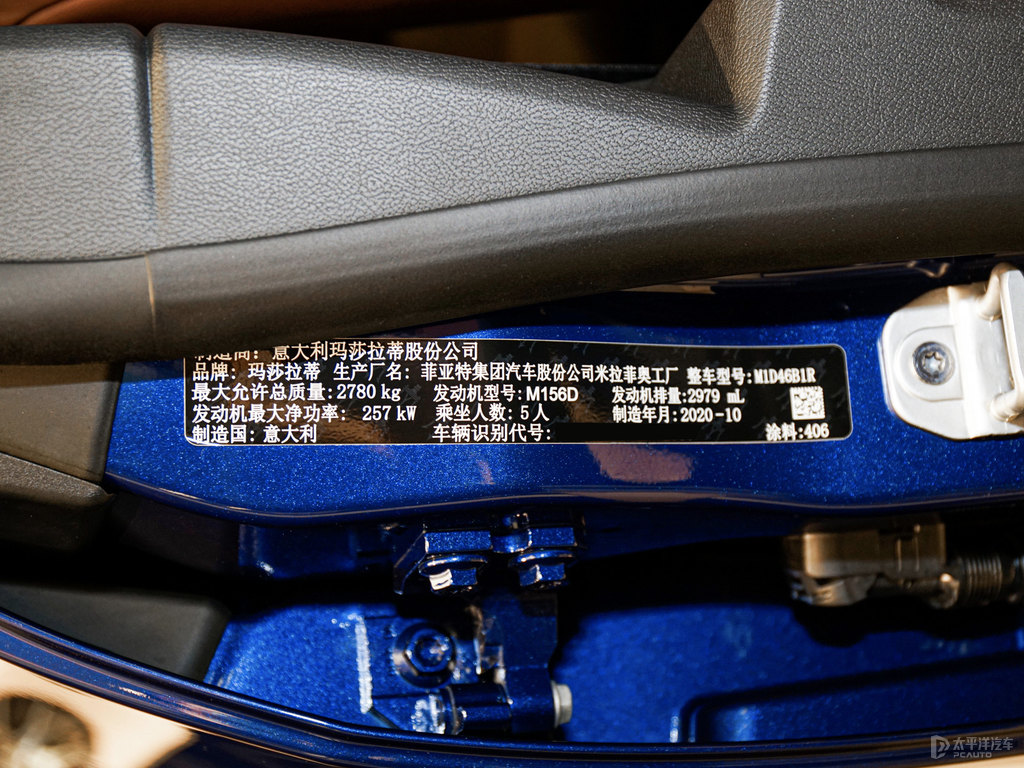 制造商：意大利玛莎拉蒂股份公司
品牌：玛莎拉蒂 生产厂名：菲亚特集团汽车股份公司米拉菲奥工厂 整车型号:M1D46B1R
最大允许总质量:2780 kg 发动机型号:M156D 发动机排量:2979 mL
发动机最大净功率： 257 kW 乘坐人数:5人 制造年月:2020-10
制造国:意大利 车辆识别代号: 涂料:406
太平洋汽车
PCAUTO